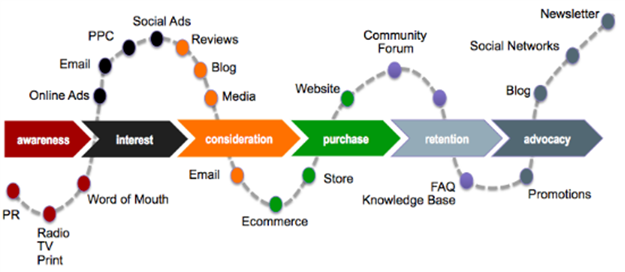 Newsletter
Social Ads
PPC
Reviews
Community
Forum
Social Networks
Email
Blog
Online Ads
Media
Website
Blog
awareness
interest
consideration
purchase
retention
advocacy
Word of Mouth
Email
Store
FAQ
Knowledge Base
Promotions
PR
Ecommerce
Radio
TV
Print